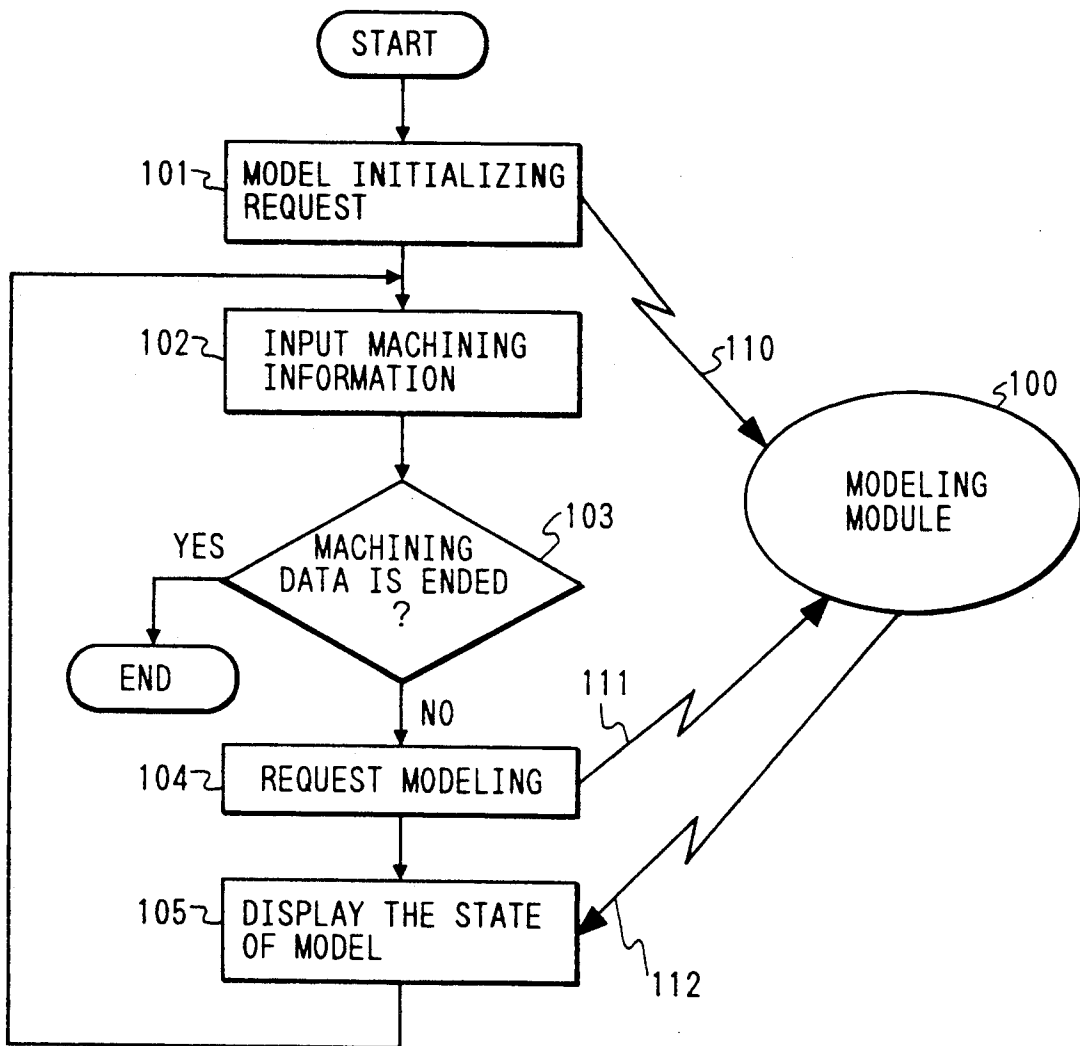 START
101
MODEL INITIALIZING
REQUEST
102
INPUT MACHINING
INFORMATION
110
100
MODELING
MODULE
103
YES
MACHINING
DATA IS ENDED
?
END
NO
111
104
REQUEST MODELING
105
DISPLAY THE STATE
OF MODEL
112